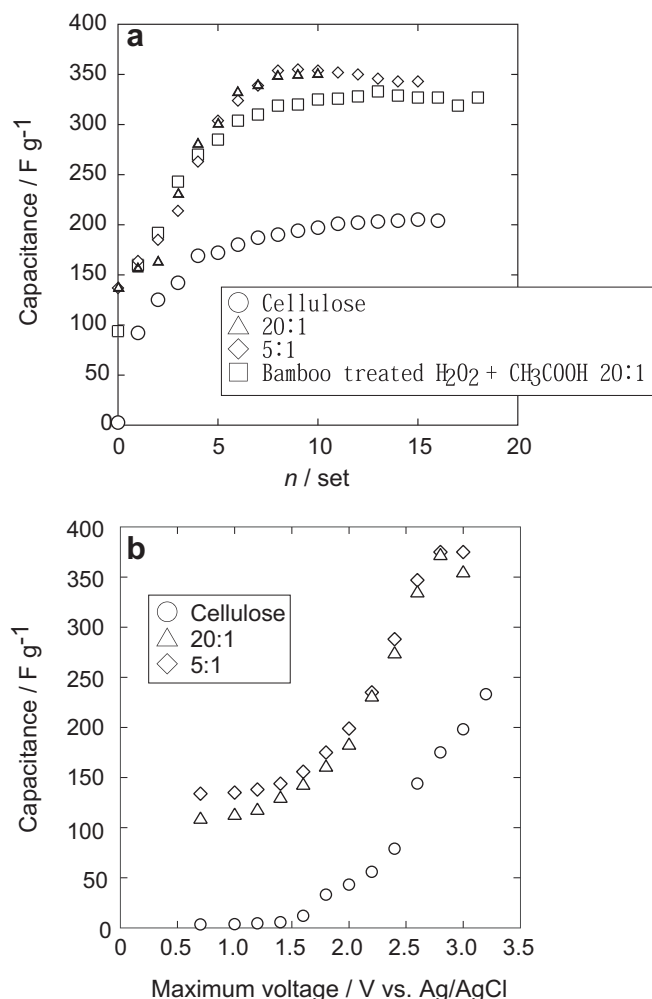 a
400
350
300
250
200
150
100
50
0
Capacitance / F g-1
Cellulose
20:1
5:1
Bamboo treated H2O2 + CH3COOH 20:1
0 5 10 15 20
n / set
b
400
350
300
250
200
150
100
50
0
Capacitance / F g-1
Cellulose
20:1
5:1
0 0.5 1.0 1.5 2.0 2.5 3.0 3.5
Maximum voltage / V vs. Ag/AgCl